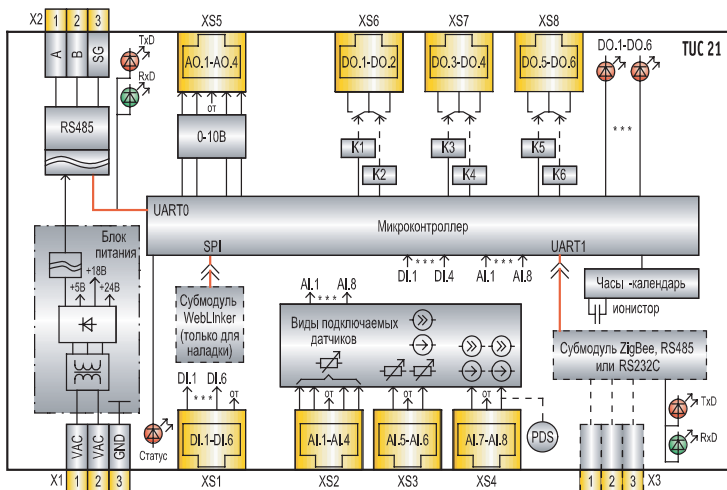 X2 1 2 3
XS5
XS6
XS7
XS8
A
B
SG
TxD
RxD
AO.1-AO.4
DO.1-DO.2
DO.3-DO.4
DO.5-DO.6
DO.1-DO.6
TUC 21
от
RS485
0-10В
K1
K2
K3
K4
K5
K6
* * *
UART0
Микроконтроллер
SPI
UART1
Блок
питания
+18В
+5В
+24В
DI.1
* * *
DI.4
AI.1
* * *
AI.8
Часы -календарь
ионистор
Субмодуль
WebLInker
(только для
наладки)
AI.1
* * *
AI.8
Виды подключаемых
датчиков
Субмодуль ZigBee, RS485
или RS232C
DI.1
* * *
DI.6
от
от
от
от
PDS
TxD
RxD
VAC
VAC
GND
Статус
DI.1-DI.6
AI.1-AI.4
AI.5-AI.6
AI.7-AI.8
X1 1 2 3
XS1
XS2
XS3
XS4
1 2 3 X3